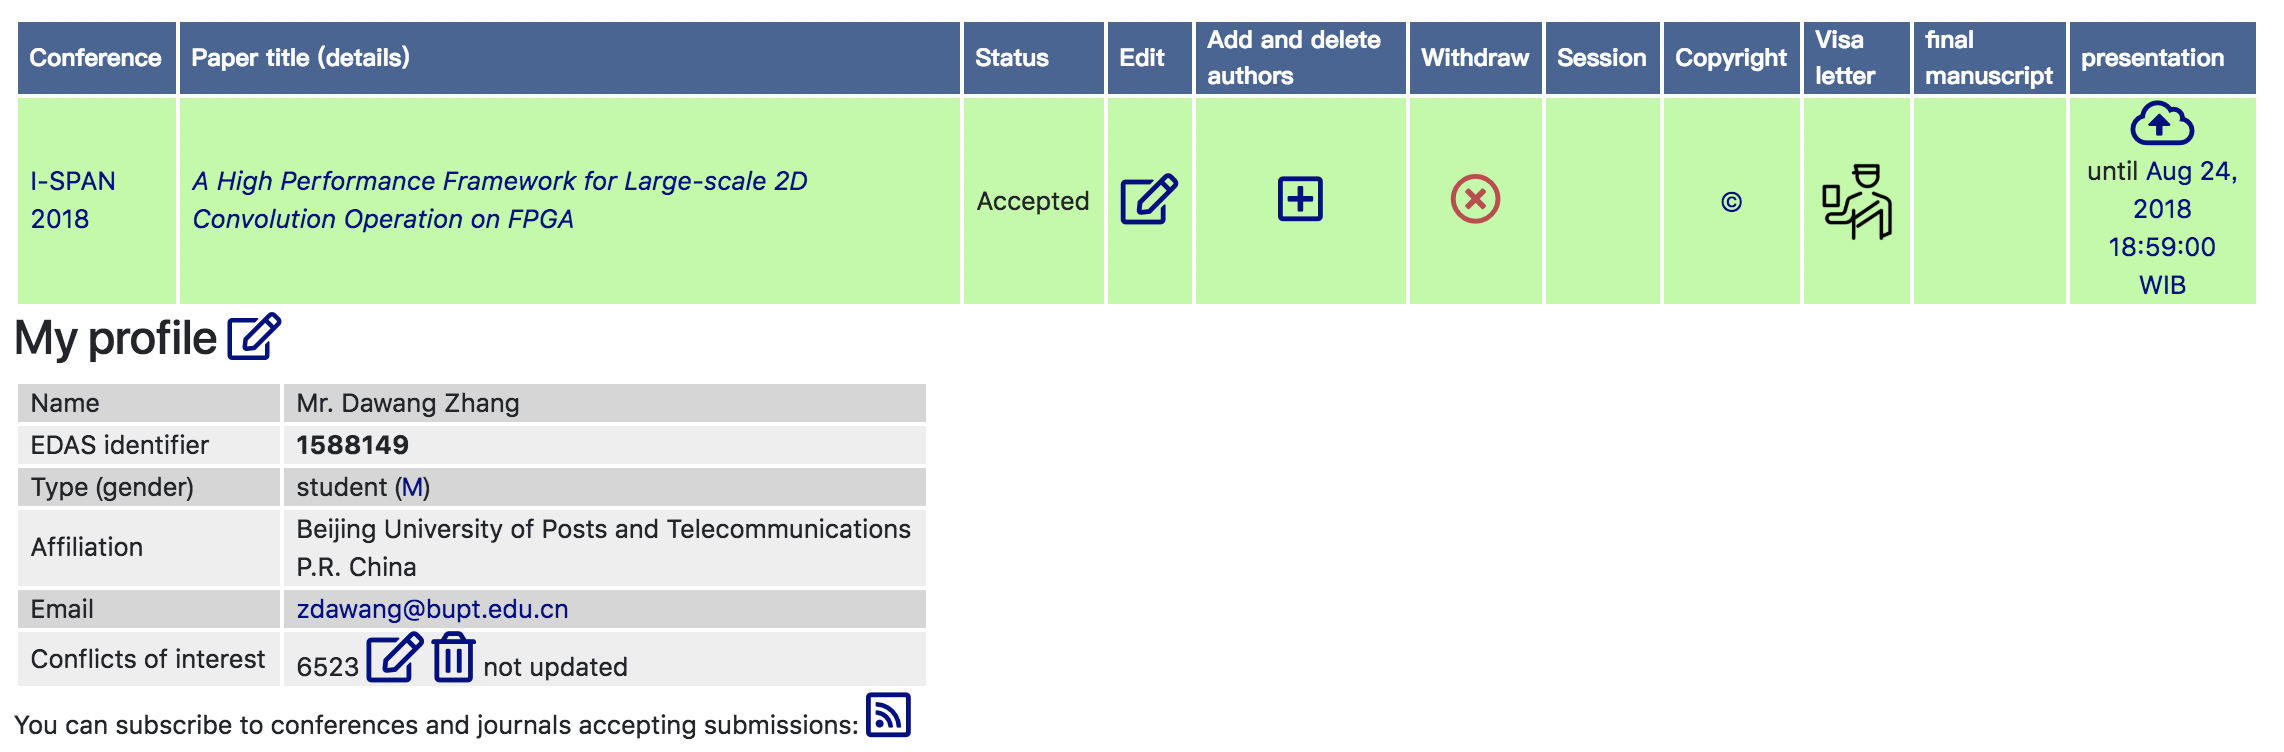 Conference Paper title (details) Status Edit Add and delete authors Withdraw Session Copyright Visa letter final manuscript presentation
I-SPAN 2018
A High Performance Framework for Large-scale 2D
Convolution Operation on FPGA
Accepted
©
until Aug 24,
2018
18:59:00
WIB
My profile
Name Mr. Dawang Zhang
EDAS identifier 1588149
Type (gender) student (M)
Affiliation Beijing University of Posts and Telecommunications
P.R. China
Email zdawang@bupt.edu.cn
Conflicts of interest 6523 not updated
You can subscribe to conferences and journals accepting submissions: